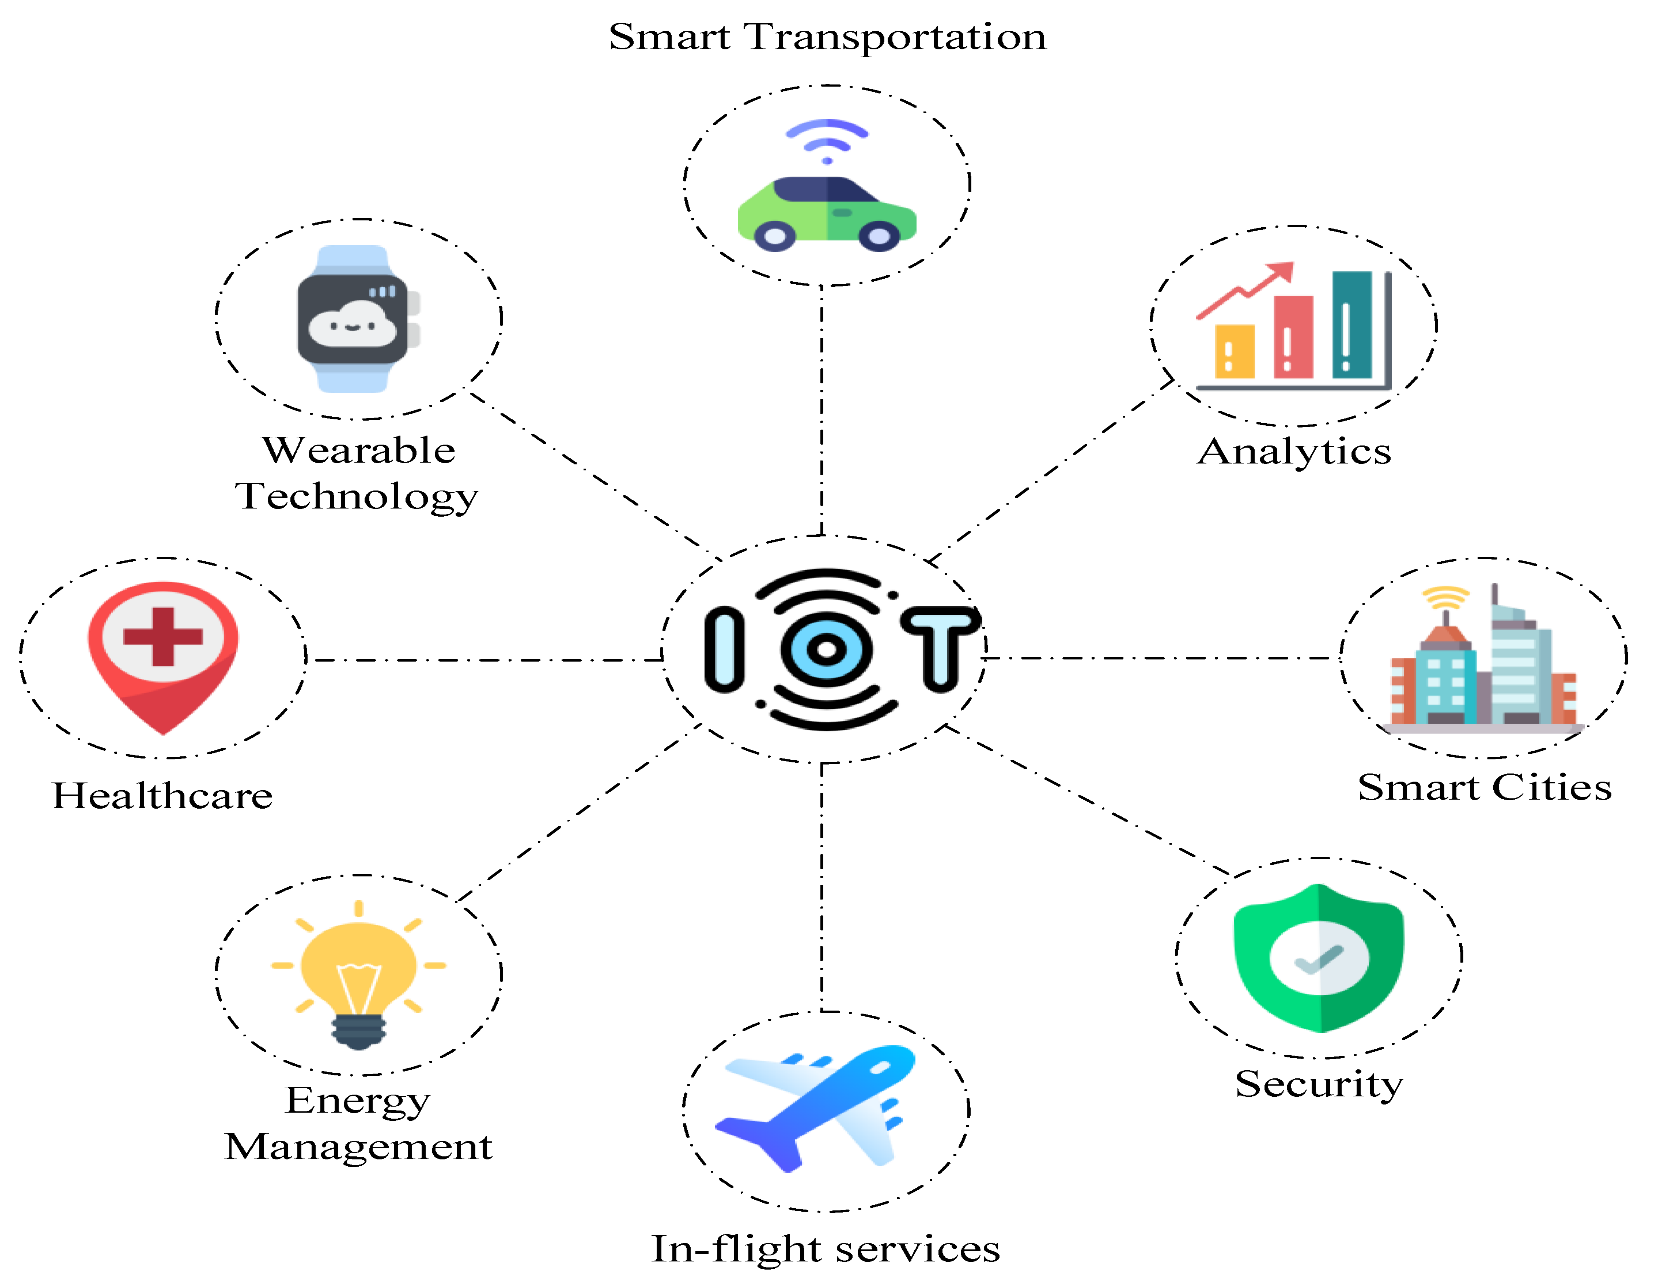 Smart Transportation
Wearable
Technology
Analytics
IOT
Healthcare
Smart Cities
Energy
Management
Security
In-flight services